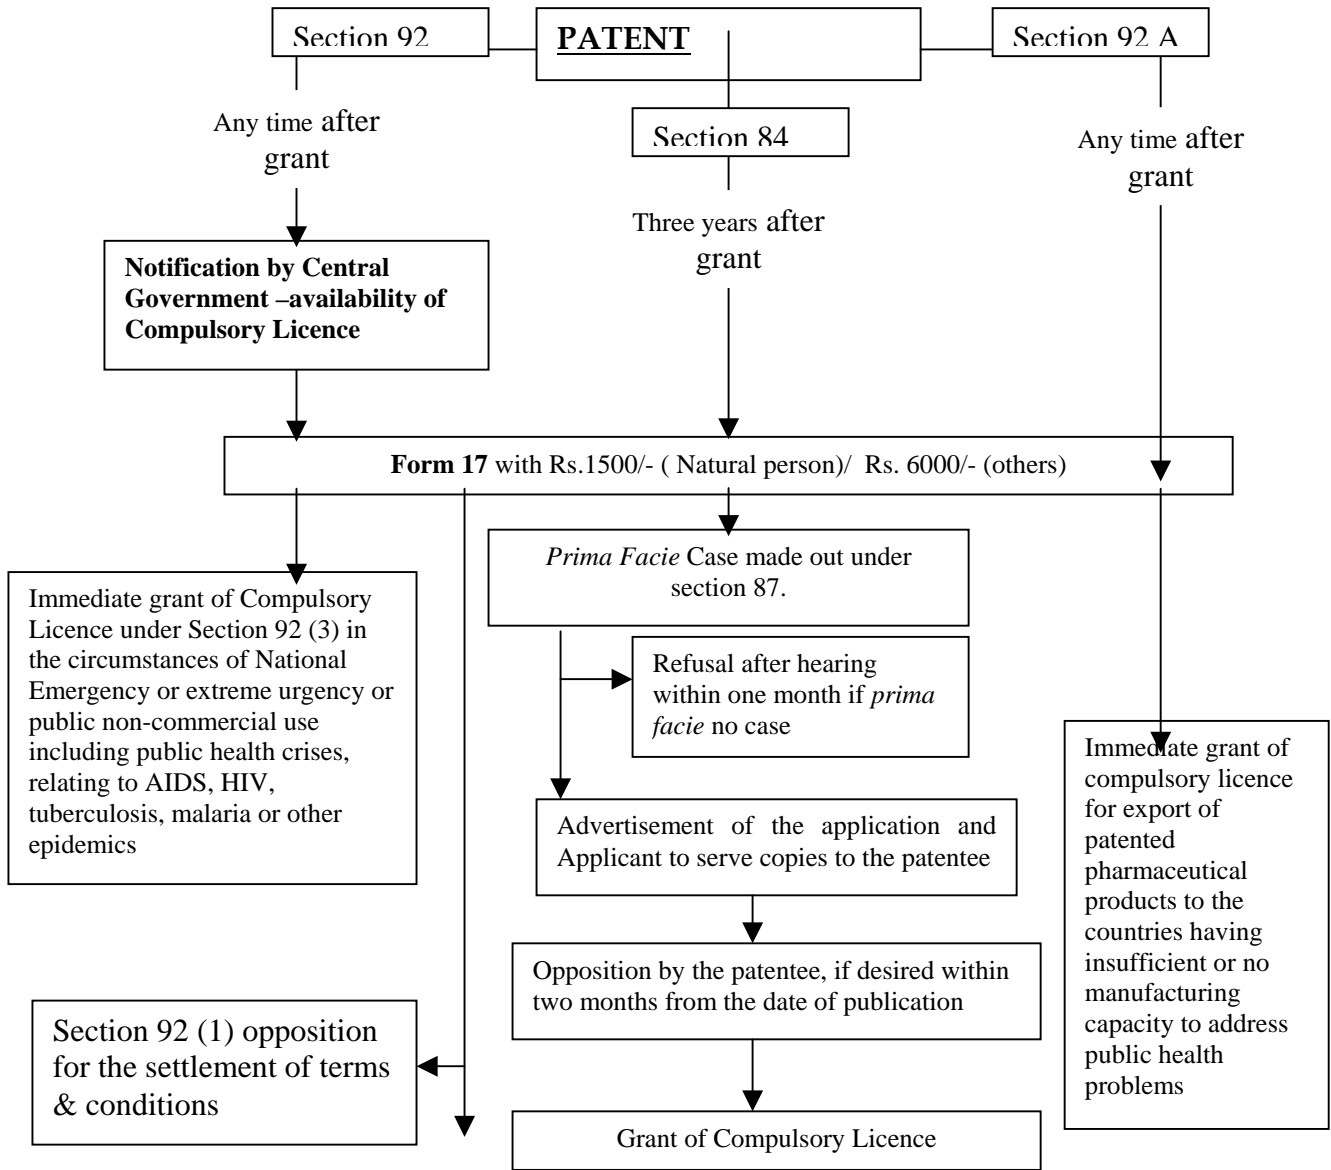 Section 92
PATENT
Section 92 A
Any time after
grant
Section 84
Any time after
grant
Three years after
grant
Notification by Central
Government –availability of
Compulsory Licence
Form 17 with Rs.1500/- ( Natural person)/ Rs. 6000/- (others)
Prima Facie Case made out under
section 87.
Immediate grant of Compulsory
Licence under Section 92 (3) in
the circumstances of National
Emergency or extreme urgency or
public non-commercial use
including public health crises,
relating to AIDS, HIV,
tuberculosis, malaria or other
epidemics
Refusal after hearing
within one month if prima
facie no case
Immediate grant of
compulsory licence
for export of
patented
pharmaceutical
products to the
countries having
insufficient or no
manufacturing
capacity to address
public health
problems
Advertisement of the application and
Applicant to serve copies to the patentee
Opposition by the patentee, if desired within
two months from the date of publication
Section 92 (1) opposition
for the settlement of terms
& conditions
Grant of Compulsory Licence